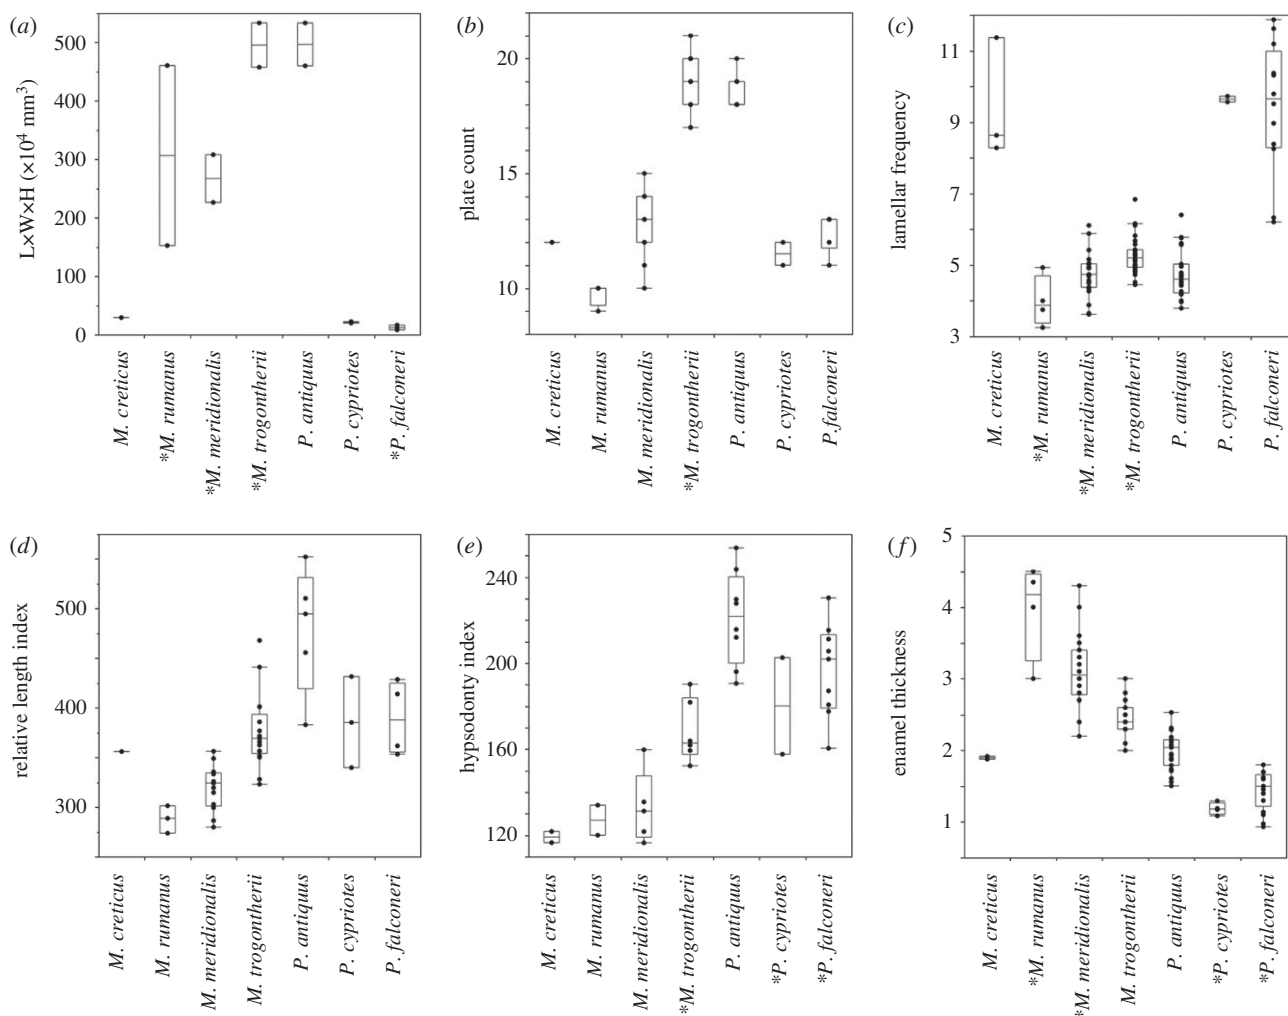 (a)
L×W×H (×10⁴ mm³)
500
400
300
200
100
0
M. creticus
*M. rumanus
*M. meridionalis
*M. trogontherii
P. antiquus
P. cypriotes
*P. falconeri
(b)
plate count
20
15
10
M. creticus
M. rumanus
M. meridionalis
*M. trogontherii
P. antiquus
P. cypriotes
P.falconeri
(c)
lamellar frequency
11
9
7
5
3
M. creticus
*M. rumanus
*M. meridionalis
*M. trogontherii
P. antiquus
P. cypriotes
P. falconeri
(d)
relative length index
500
400
300
M. creticus
M. rumanus
M. meridionalis
M. trogontherii
P. antiquus
P. cypriotes
P. falconeri
(e)
hypsodonty index
240
200
160
120
M. creticus
M. rumanus
M. meridionalis
*M. trogontherii
P. antiquus
*P. cypriotes
*P. falconeri
(f)
enamel thickness
5
4
3
2
1
M. creticus
*M. rumanus
*M. meridionalis
M. trogontherii
P. antiquus
*P. cypriotes
*P. falconeri